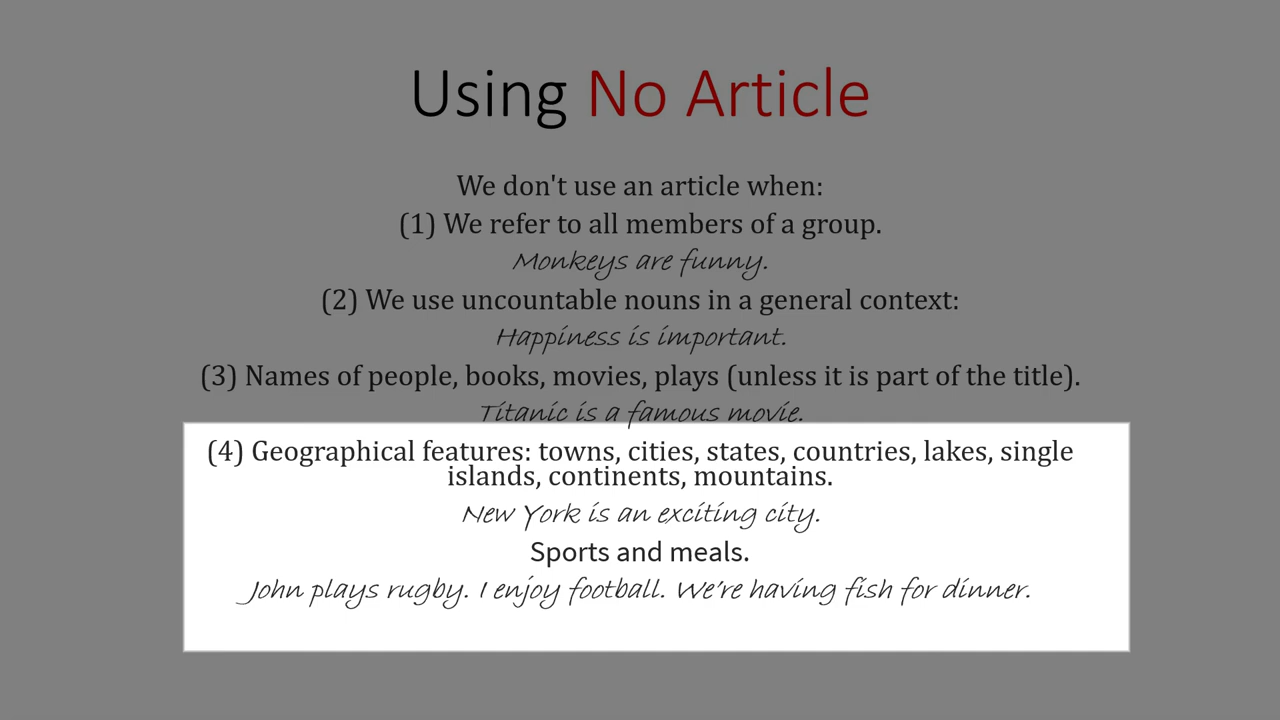 Using No Article
We don't use an article when:
(1) We refer to all members of a group.
Monkeys are funny.
(2) We use uncountable nouns in a general context:
Happiness is important.
(3) Names of people, books, movies, plays (unless it is part of the title).
Titanic is a famous movie.
(4) Geographical features: towns, cities, states, countries, lakes, single
islands, continents, mountains.
New York is an exciting city.
Sports and meals.
John plays rugby. I enjoy football. We're having fish for dinner.